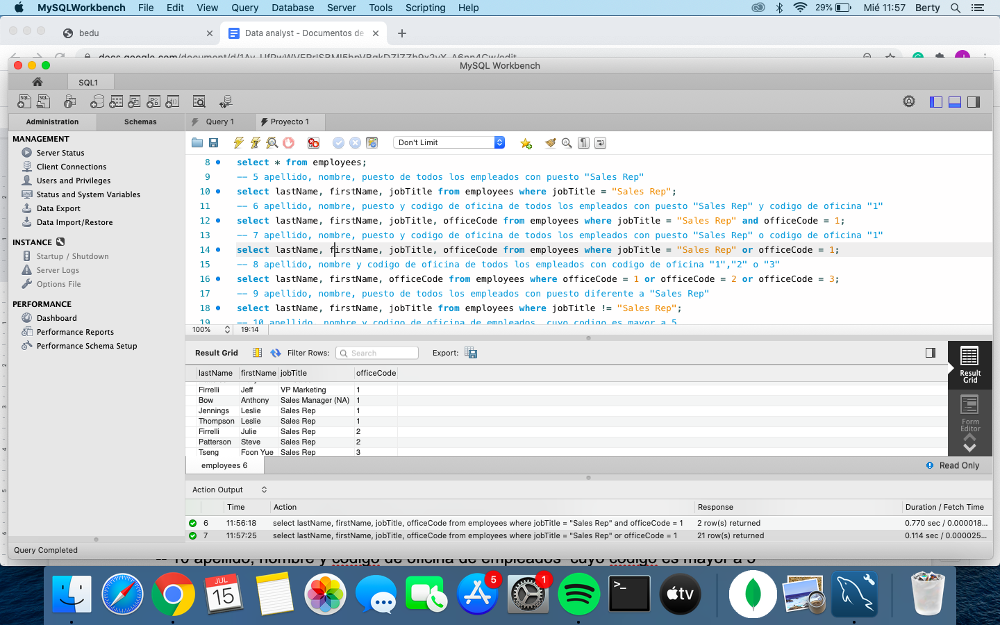 MySQLWorkbench File Edit View Query Database Server Tools Scripting Help 29% Mié 11:57 Berty
bedu
Data analyst - Documentos de
MySQL Workbench
SQL1
Administration Schemas
Query 1 Proyecto 1
MANAGEMENT
Server Status
Client Connections
Users and Privileges
Status and System Variables
Data Export
Data Import/Restore
INSTANCE
Startup / Shutdown
Server Logs
Options File
PERFORMANCE
Dashboard
Performance Reports
Performance Schema Setup
Don't Limit
8 select * from employees;
9 -- 5 apellido, nombre, puesto de todos los empleados con puesto "Sales Rep"
10 select lastName, firstName, jobTitle from employees where jobTitle = "Sales Rep";
11 -- 6 apellido, nombre, puesto y codigo de oficina de todos los empleados con puesto "Sales Rep" y codigo de oficina "1"
12 select lastName, firstName, jobTitle, officeCode from employees where jobTitle = "Sales Rep" and officeCode = 1;
13 -- 7 apellido, nombre, puesto y codigo de oficina de todos los empleados con puesto "Sales Rep" o codigo de oficina "1"
14 select lastName, firstName, jobTitle, officeCode from employees where jobTitle = "Sales Rep" or officeCode = 1;
15 -- 8 apellido, nombre y codigo de oficina de todos los empleados con codigo de oficina "1","2" o "3"
16 select lastName, firstName, officeCode from employees where officeCode = 1 or officeCode = 2 or officeCode = 3;
17 -- 9 apellido, nombre, puesto de todos los empleados con puesto diferente a "Sales Rep"
18 select lastName, firstName, jobTitle from employees where jobTitle != "Sales Rep";
19 -- 10 apellido, nombre y codigo de oficina de empleados cuyo codigo es mayor a 5
100% 19:14
Result Grid Filter Rows: Search Export:
lastName firstName jobTitle officeCode
Firrelli Jeff VP Marketing 1
Bow Anthony Sales Manager (NA) 1
Jennings Leslie Sales Rep 1
Thompson Leslie Sales Rep 1
Firrelli Julie Sales Rep 2
Patterson Steve Sales Rep 2
Tseng Foon Yue Sales Rep 3
Result Grid
Form Editor
employees 6 Read Only
Action Output
Time Action Response Duration / Fetch Time
6 11:56:18 select lastName, firstName, jobTitle, officeCode from employees where jobTitle = "Sales Rep" and officeCode = 1 2 row(s) returned 0.770 sec / 0.000018...
7 11:57:25 select lastName, firstName, jobTitle, officeCode from employees where jobTitle = "Sales Rep" or officeCode = 1 21 row(s) returned 0.114 sec / 0.000025...
Query Completed
-- 10 apellido, nombre y codigo de oficina de empleados cuyo codigo es mayor a 5
JUL
15
5
1
>_
tv